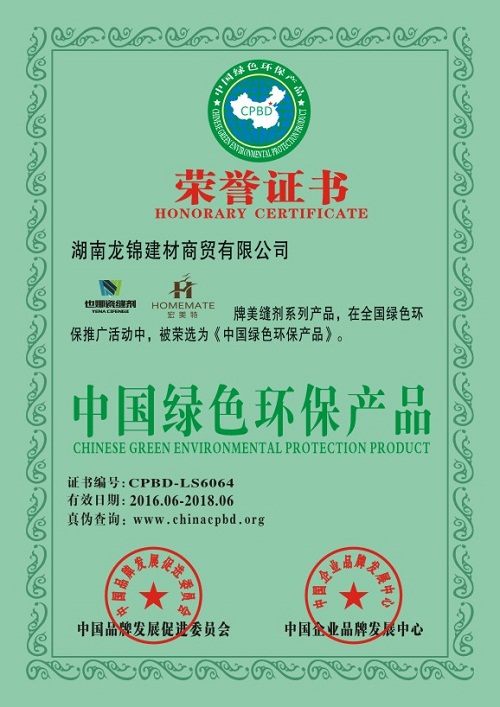 中国绿色环保产品
CPBD
CHINESE GREEN ENVIRONMENTAL PROTECTION PRODUCT
荣誉证书
HONORARY CERTIFICATE
湖南龙锦建材商贸有限公司
也娜瓷缝剂
TENA CIFENGJI
HOMEMATE
宏美特
牌美缝剂系列产品，在全国绿色环
保推广活动中，被荣选为《中国绿色环保产品》。
中国绿色环保产品
CHINESE GREEN ENVIRONMENTAL PROTECTION PRODUCT
证书编号: CPBD-LS6064
有效日期: 2016.06-2018.06
真伪查询: www.chinacpbd.org
中国品牌发展促进委员会
中国企业品牌发展中心
中国品牌发展促进委员会
中国企业品牌发展中心